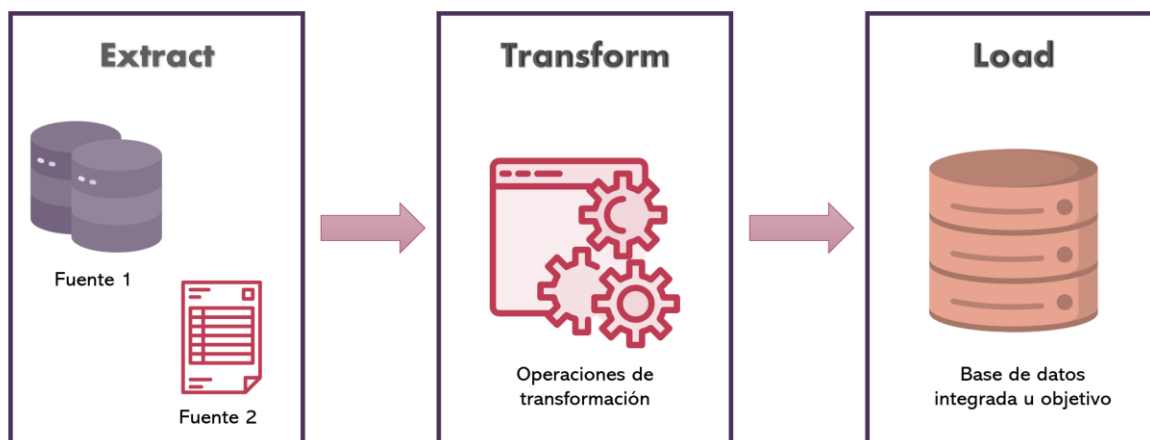 Extract
Fuente 1
Fuente 2
Transform
Operaciones de
transformación
Load
Base de datos
integrada u objetivo